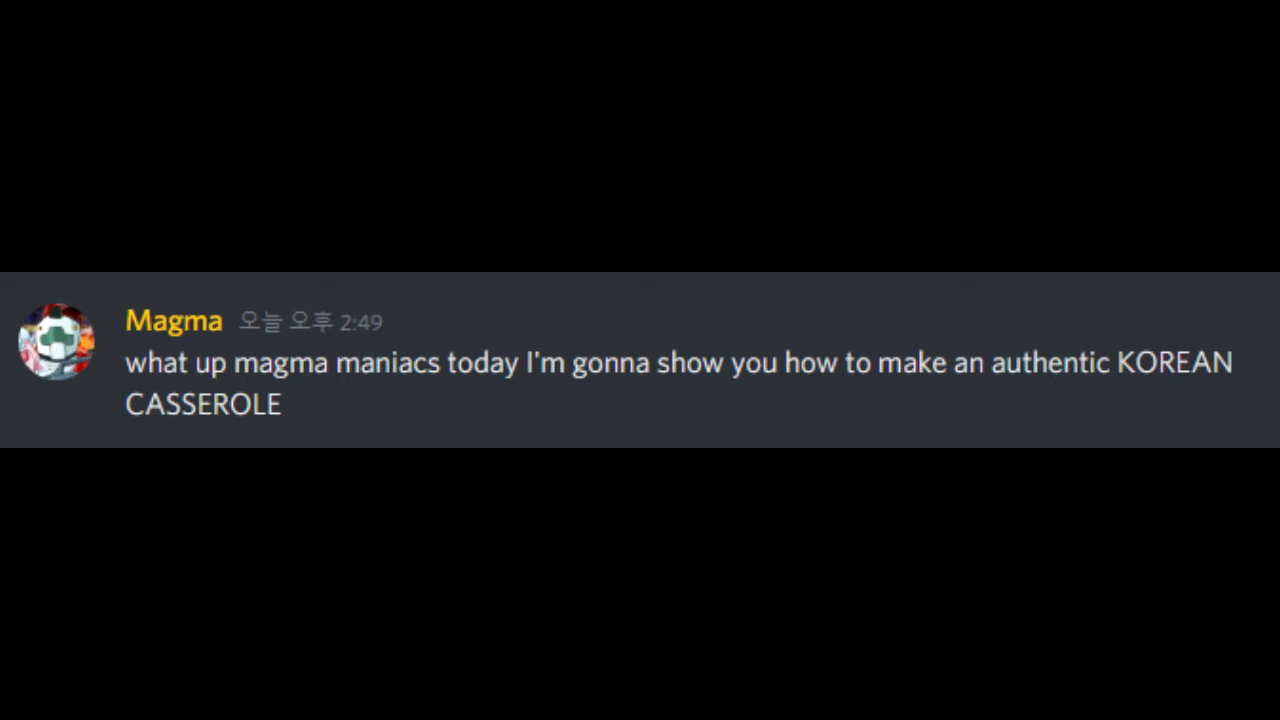 Magma 오늘 오후 2:49
what up magma maniacs today I'm gonna show you how to make an authentic KOREAN
CASSEROLE